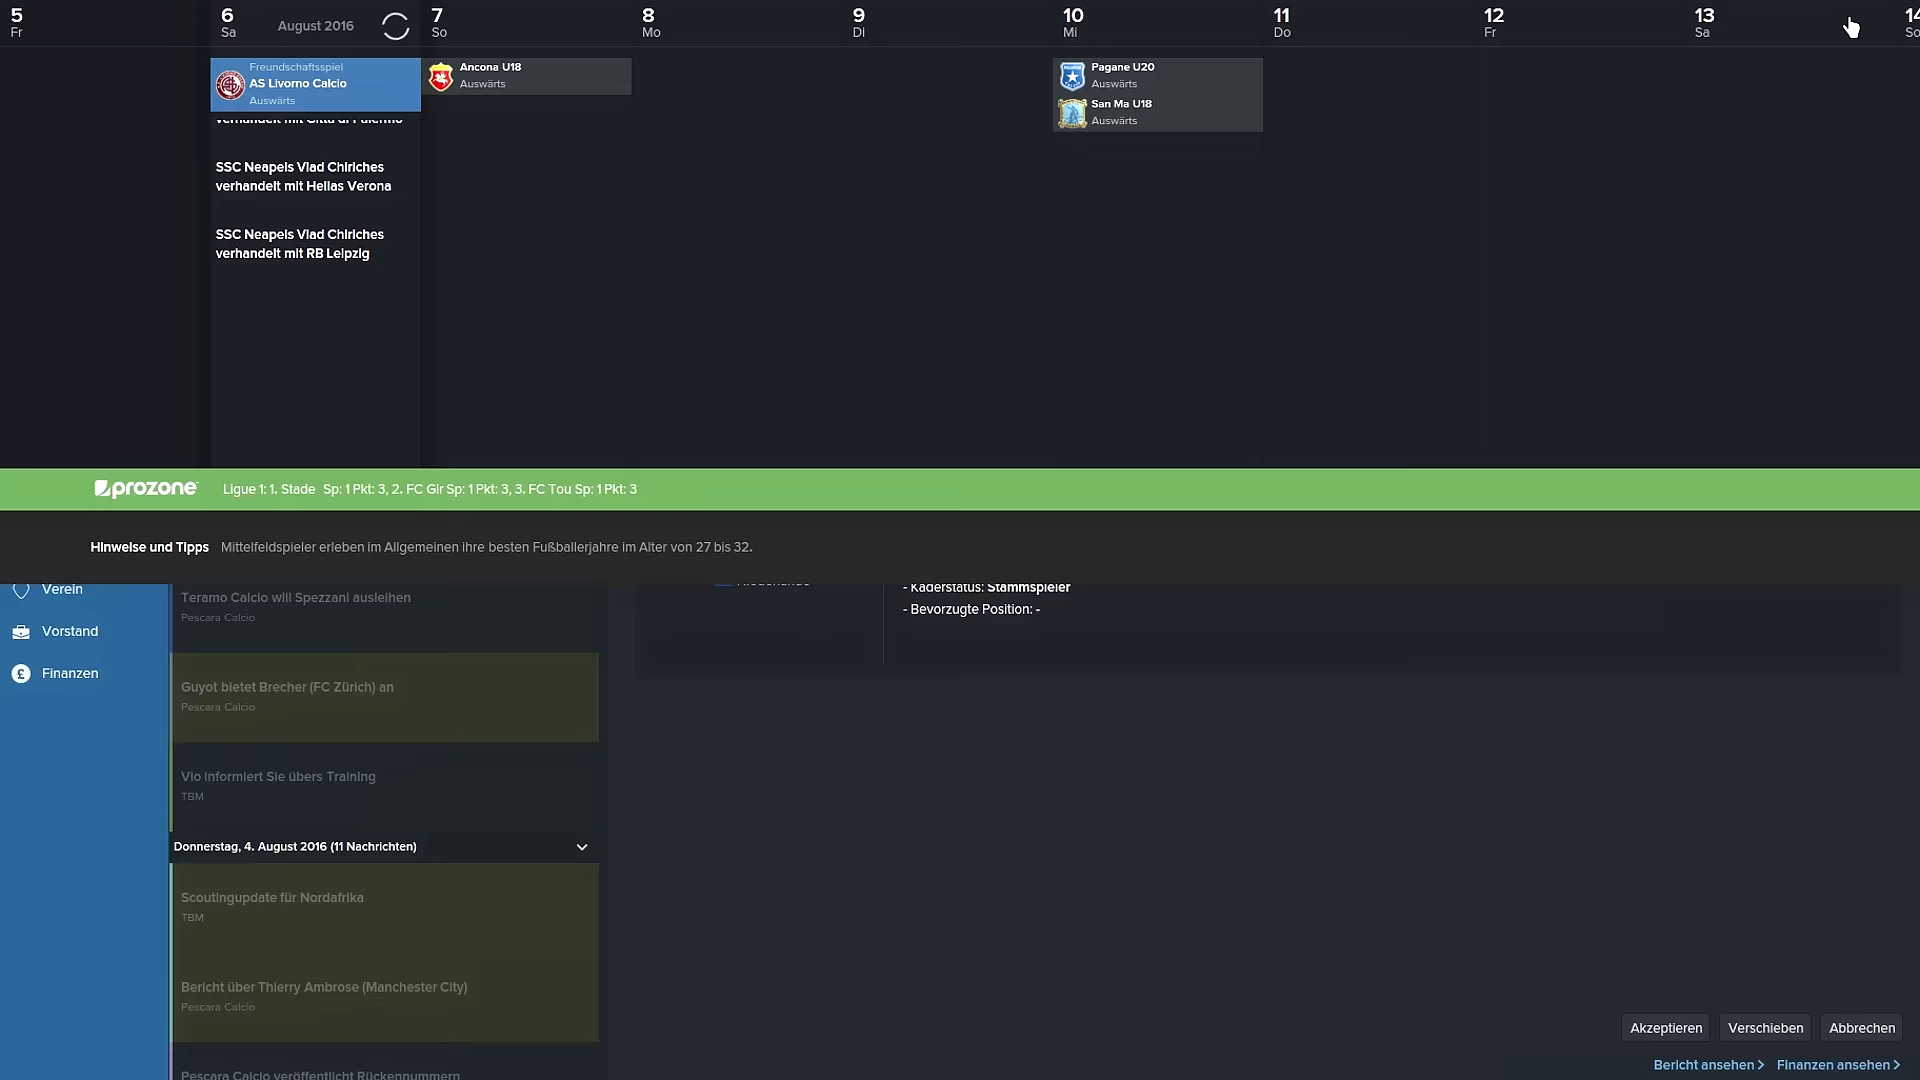 5
Fr
6
Sa
August 2016
7
So
8
Mo
9
Di
10
Mi
11
Do
12
Fr
13
Sa
14
So
Freundschaftsspiel
AS Livorno Calcio
Auswärts
Ancona U18
Auswärts
Pagane U20
Auswärts
San Ma U18
Auswärts
verhandelt mit Città di Palermo
SSC Neapels Vlad Chiriches
verhandelt mit Hellas Verona
SSC Neapels Vlad Chiriches
verhandelt mit RB Leipzig
prozone
Ligue 1: 1. Stade Sp: 1 Pkt: 3, 2. FC Gir Sp: 1 Pkt: 3, 3. FC Tou Sp: 1 Pkt: 3
Hinweise und Tipps Mittelfeldspieler erleben im Allgemeinen ihre besten Fußballerjahre im Alter von 27 bis 32.
Verein
Vorstand
£ Finanzen
Teramo Calcio will Spezzani ausleihen
Pescara Calcio
Guyot bietet Brecher (FC Zürich) an
Pescara Calcio
Vio informiert Sie übers Training
TBM
Donnerstag, 4. August 2016 (11 Nachrichten)
Scoutingupdate für Nordafrika
TBM
Bericht über Thierry Ambrose (Manchester City)
Pescara Calcio
Pescara Calcio veröffentlicht Rückennummern
- Kaderstatus: Stammspieler
- Bevorzugte Position: -
Akzeptieren
Verschieben
Abbrechen
Bericht ansehen >
Finanzen ansehen >